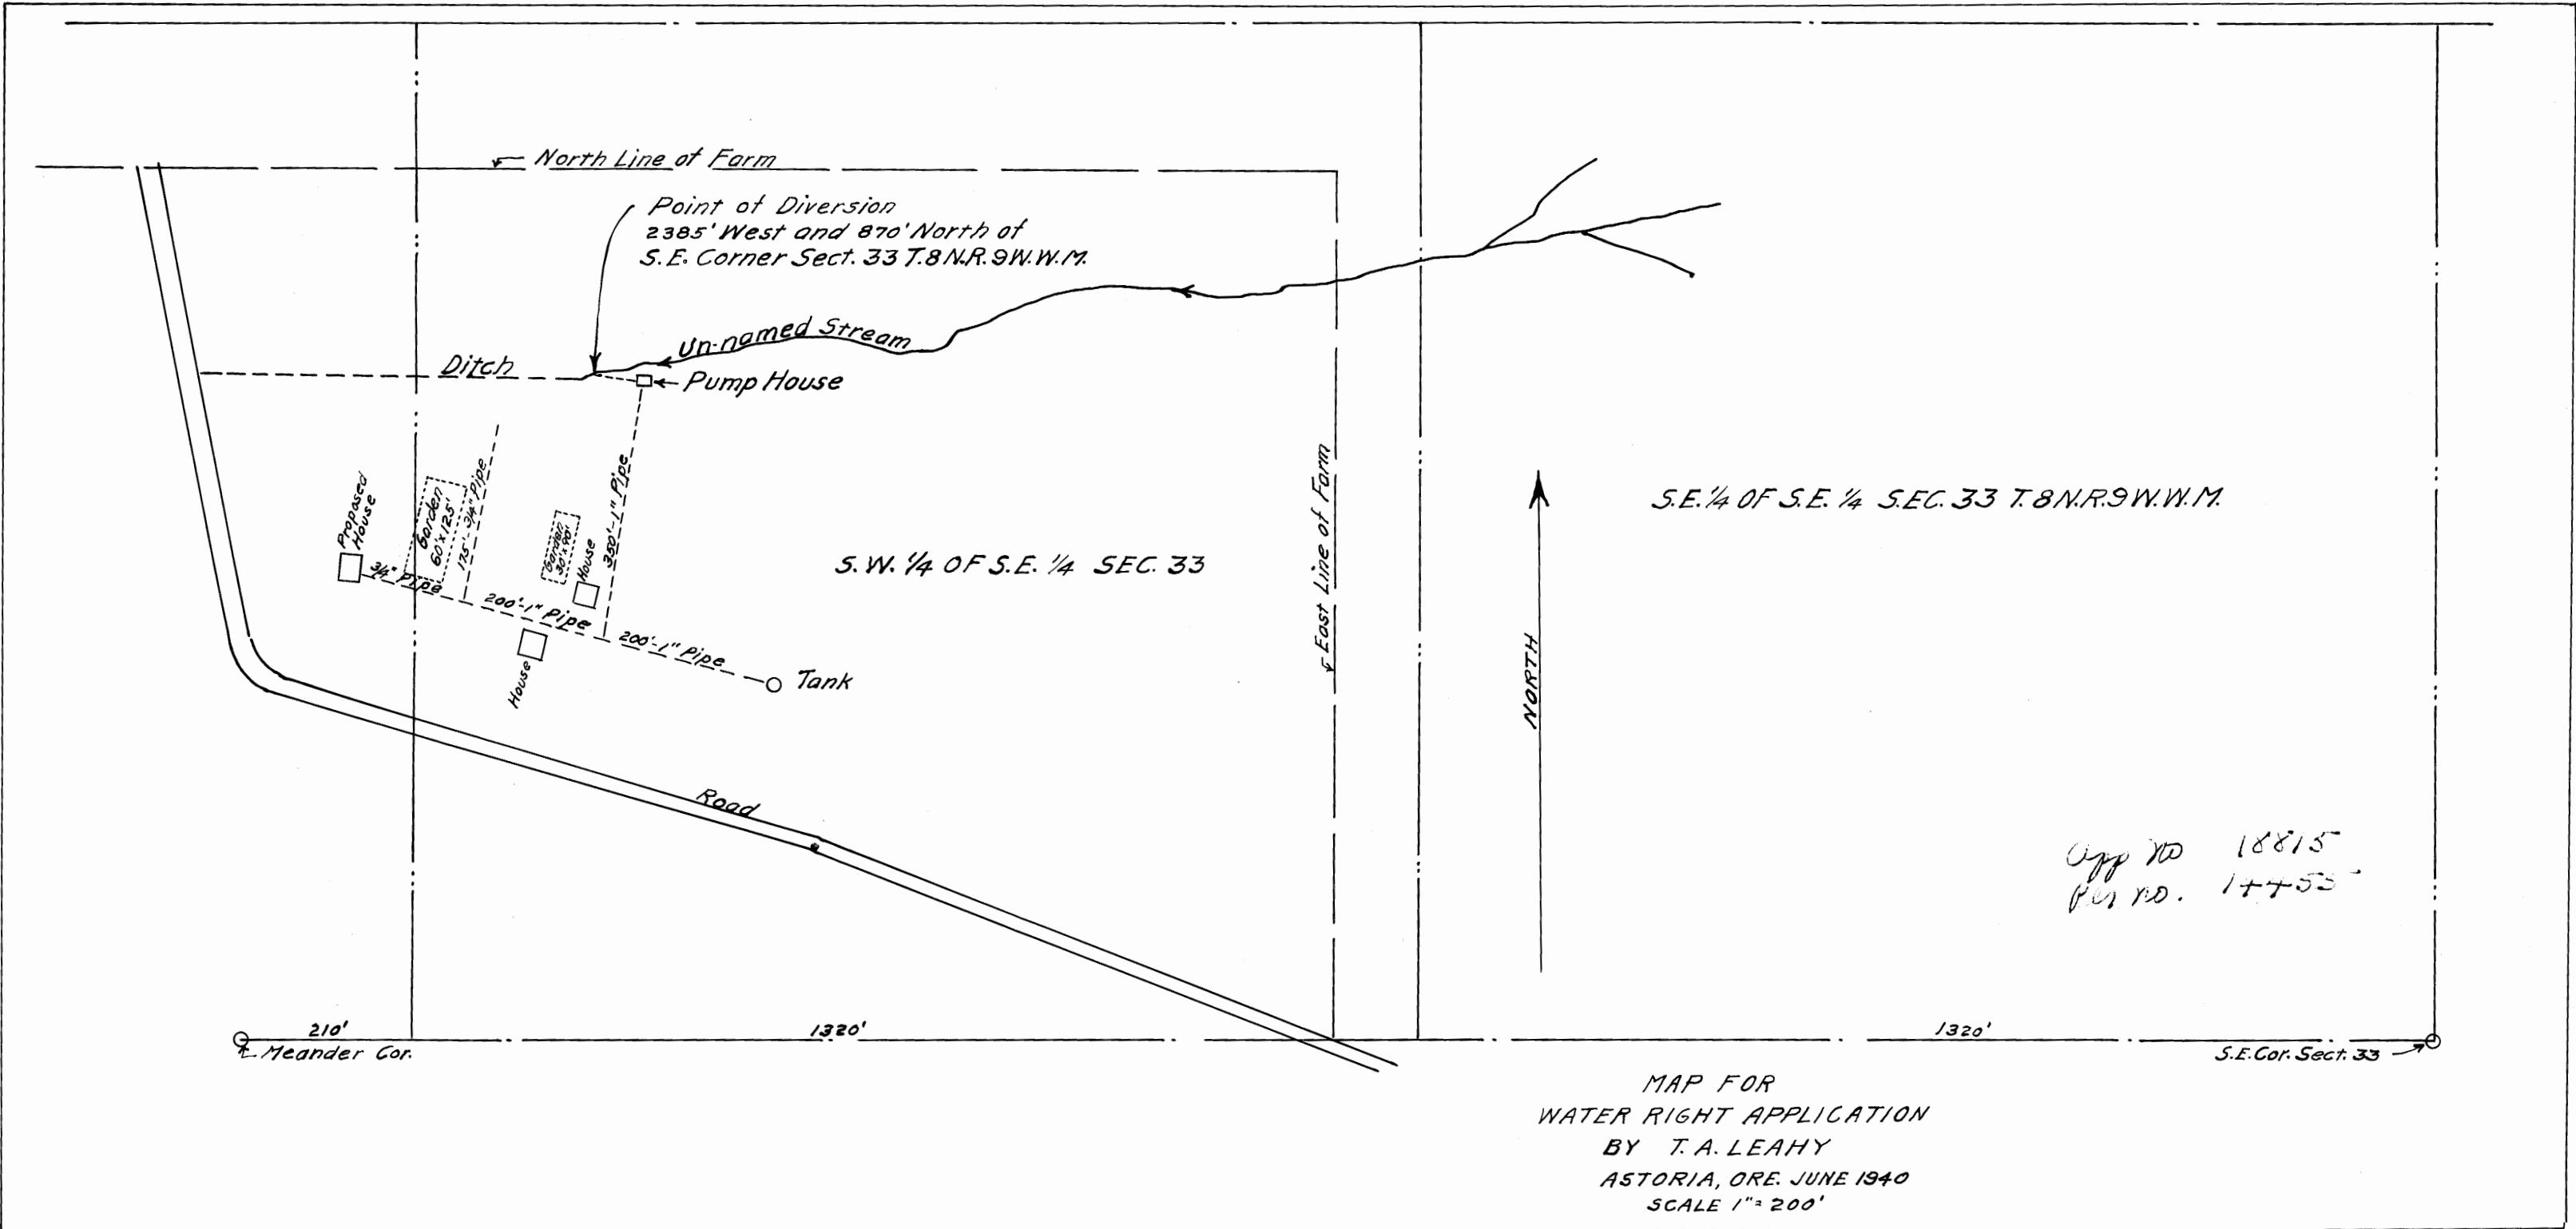 North Line of Farm
Point of Diversion
2385' West and 870' North of
S.E. Corner Sect. 33 T.8N.R.9W.W.M.
Un-named Stream
Ditch
Pump House
Proposed
House
Garden
60'x125'
175'-3/4" Pipe
Garden
30'x90'
House
350'-1" Pipe
3/4" Pipe
200'-1" Pipe
200'-1" Pipe
House
Tank
S.W. 1/4 OF S.E. 1/4 SEC. 33
East Line of Farm
NORTH
S.E. 1/4 OF S.E. 1/4 SEC. 33 T.8N.R.9W.W.M.
Road
App No 18815
Per no. 14455
210'
1320'
1320'
Meander Cor.
S.E. Cor. Sect. 33
MAP FOR
WATER RIGHT APPLICATION
BY T. A. LEAHY
ASTORIA, ORE. JUNE 1940
SCALE 1"=200'